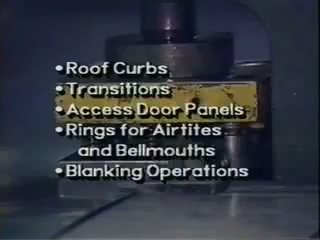 • Roof Curbs
• Transitions
• Access Door Panels
• Rings for Airtites
and Bellmouths
• Blanking Operations